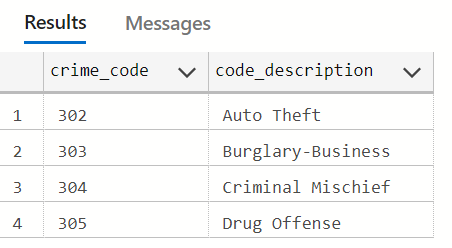 Results Messages
crime_code code_description
1 302 Auto Theft
2 303 Burglary-Business
3 304 Criminal Mischief
4 305 Drug Offense